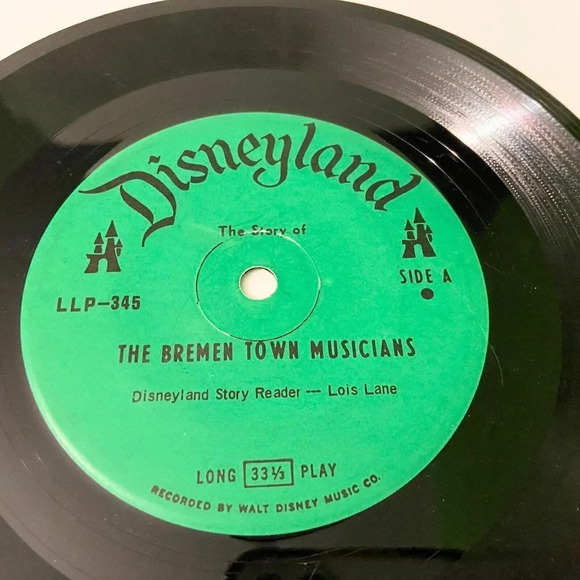 Disneyland
The Story of
SIDE A
LLP-345
THE BREMEN TOWN MUSICIANS
Disneyland Story Reader — Lois Lane
LONG 33⅓ PLAY
RECORDED BY WALT DISNEY MUSIC CO.